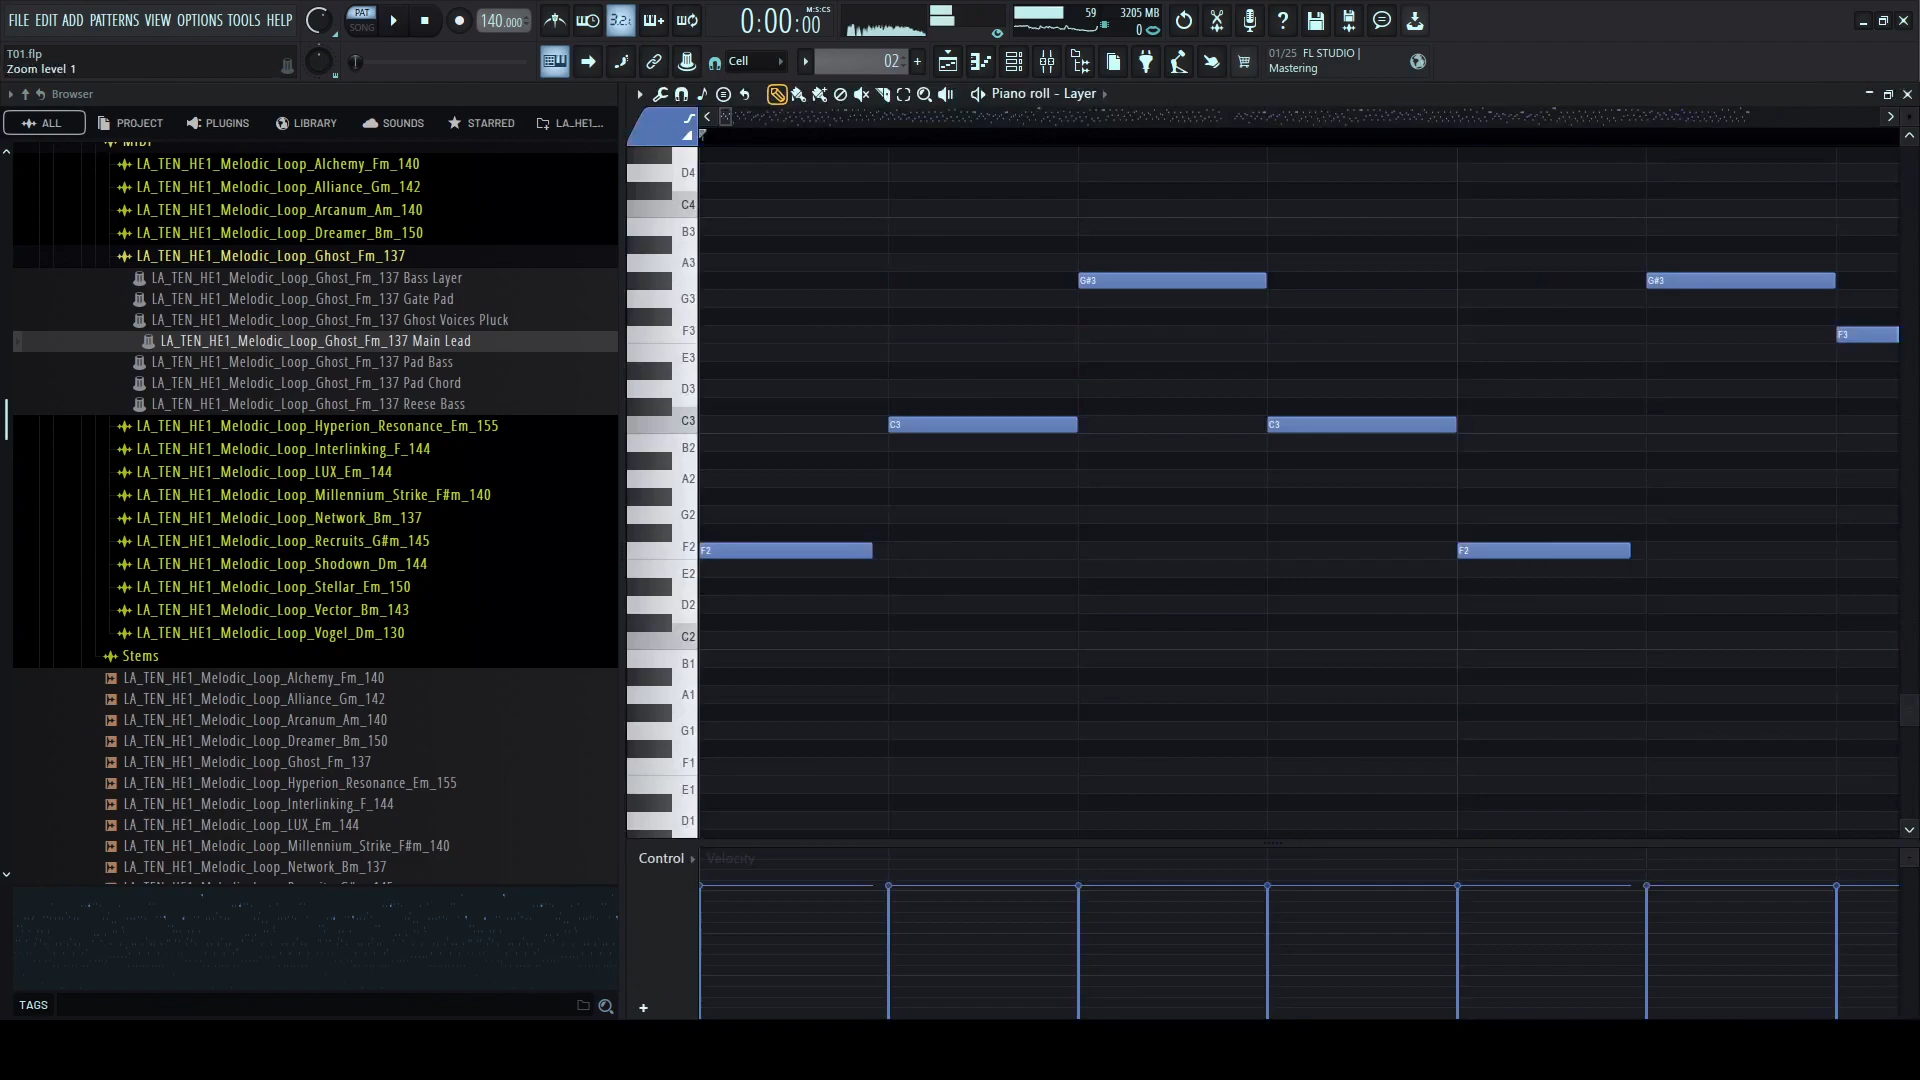 FILE EDIT ADD PATTERNS VIEW OPTIONS TOOLS HELP
PAT
SONG
140.000
3.2.
0:00:00
M:S:CS
59
3205 MB
0
T01.flp
Zoom level 1
Cell
02
01/25 FL STUDIO |
Mastering
Browser
Piano roll - Layer
ALL
PROJECT
PLUGINS
LIBRARY
SOUNDS
STARRED
LA_HE1_...
MIDI
LA_TEN_HE1_Melodic_Loop_Alchemy_Fm_140
LA_TEN_HE1_Melodic_Loop_Alliance_Gm_142
LA_TEN_HE1_Melodic_Loop_Arcanum_Am_140
LA_TEN_HE1_Melodic_Loop_Dreamer_Bm_150
LA_TEN_HE1_Melodic_Loop_Ghost_Fm_137
LA_TEN_HE1_Melodic_Loop_Ghost_Fm_137 Bass Layer
LA_TEN_HE1_Melodic_Loop_Ghost_Fm_137 Gate Pad
LA_TEN_HE1_Melodic_Loop_Ghost_Fm_137 Ghost Voices Pluck
LA_TEN_HE1_Melodic_Loop_Ghost_Fm_137 Main Lead
LA_TEN_HE1_Melodic_Loop_Ghost_Fm_137 Pad Bass
LA_TEN_HE1_Melodic_Loop_Ghost_Fm_137 Pad Chord
LA_TEN_HE1_Melodic_Loop_Ghost_Fm_137 Reese Bass
LA_TEN_HE1_Melodic_Loop_Hyperion_Resonance_Em_155
LA_TEN_HE1_Melodic_Loop_Interlinking_F_144
LA_TEN_HE1_Melodic_Loop_LUX_Em_144
LA_TEN_HE1_Melodic_Loop_Millennium_Strike_F#m_140
LA_TEN_HE1_Melodic_Loop_Network_Bm_137
LA_TEN_HE1_Melodic_Loop_Recruits_G#m_145
LA_TEN_HE1_Melodic_Loop_Shodown_Dm_144
LA_TEN_HE1_Melodic_Loop_Stellar_Em_150
LA_TEN_HE1_Melodic_Loop_Vector_Bm_143
LA_TEN_HE1_Melodic_Loop_Vogel_Dm_130
Stems
LA_TEN_HE1_Melodic_Loop_Alchemy_Fm_140
LA_TEN_HE1_Melodic_Loop_Alliance_Gm_142
LA_TEN_HE1_Melodic_Loop_Arcanum_Am_140
LA_TEN_HE1_Melodic_Loop_Dreamer_Bm_150
LA_TEN_HE1_Melodic_Loop_Ghost_Fm_137
LA_TEN_HE1_Melodic_Loop_Hyperion_Resonance_Em_155
LA_TEN_HE1_Melodic_Loop_Interlinking_F_144
LA_TEN_HE1_Melodic_Loop_LUX_Em_144
LA_TEN_HE1_Melodic_Loop_Millennium_Strike_F#m_140
LA_TEN_HE1_Melodic_Loop_Network_Bm_137
TAGS
D4
C4
B3
A3
G3
F3
E3
D3
C3
B2
A2
G2
F2
E2
D2
C2
B1
A1
G1
F1
E1
D1
G#3
G#3
F3
C3
C3
F2
F2
Control
Velocity